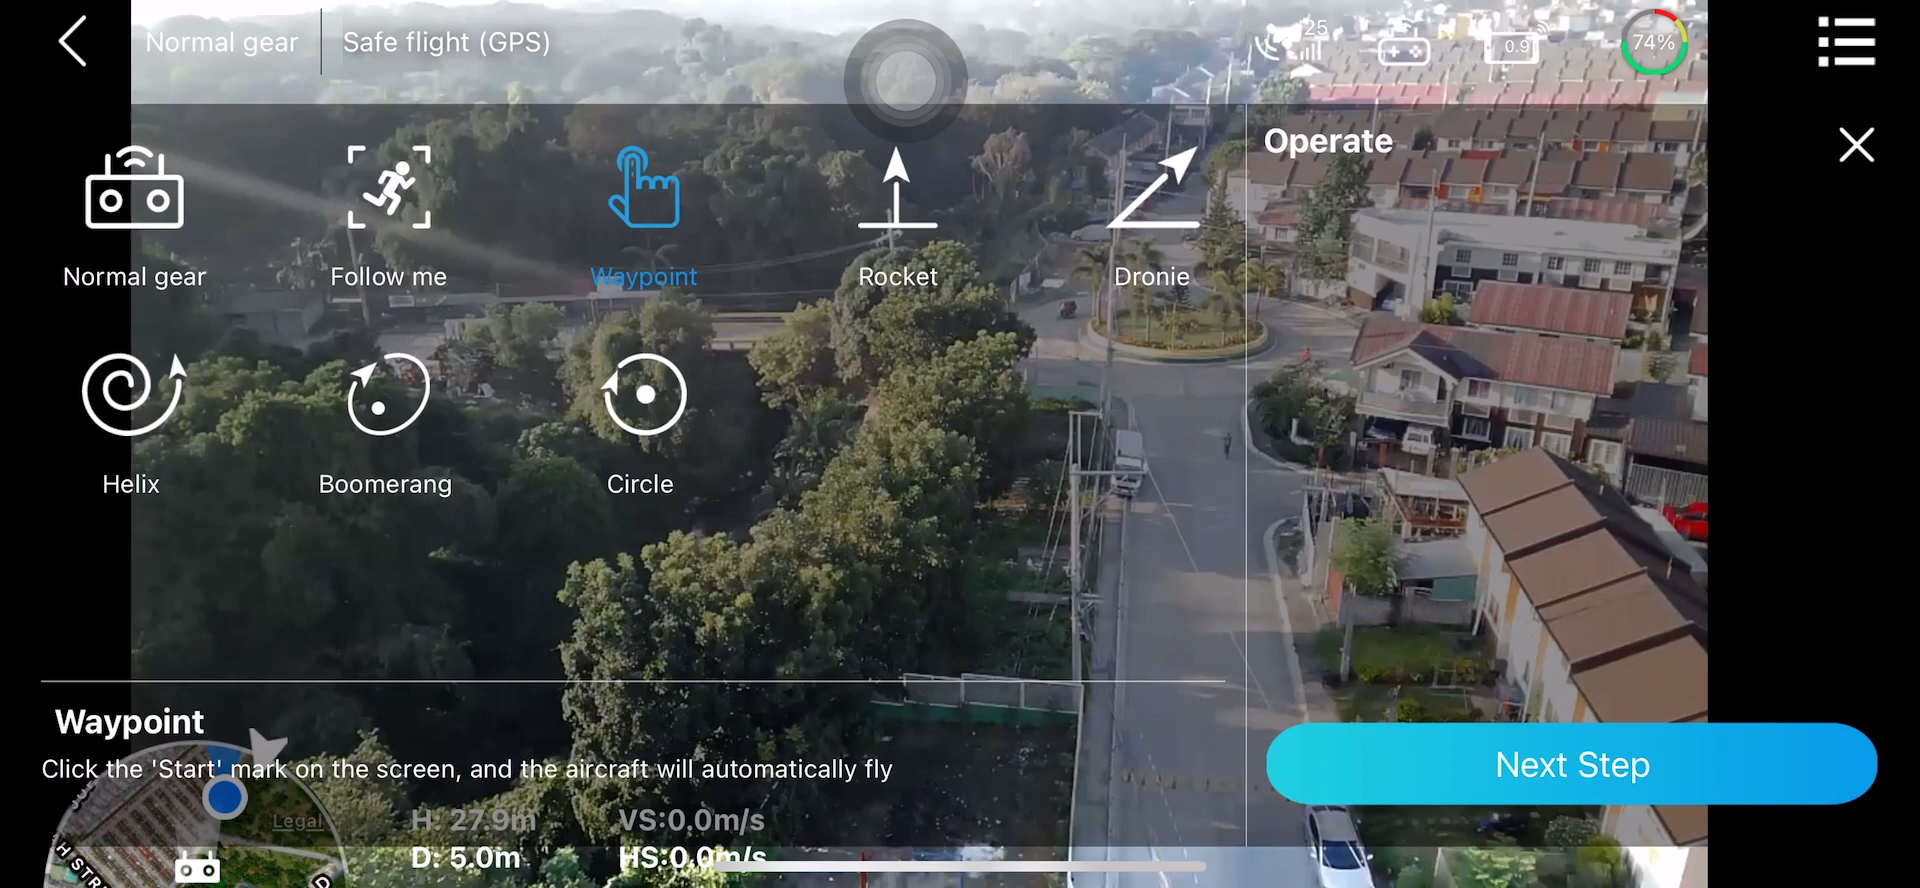 Normal gear
Safe flight (GPS)
25
0.9
74%
Operate
Normal gear
Follow me
Waypoint
Rocket
Dronie
Helix
Boomerang
Circle
Waypoint
Click the 'Start' mark on the screen, and the aircraft will automatically fly
Next Step
Legal
H: 27.9m
VS:0.0m/s
D: 5.0m
HS:0.0m/s